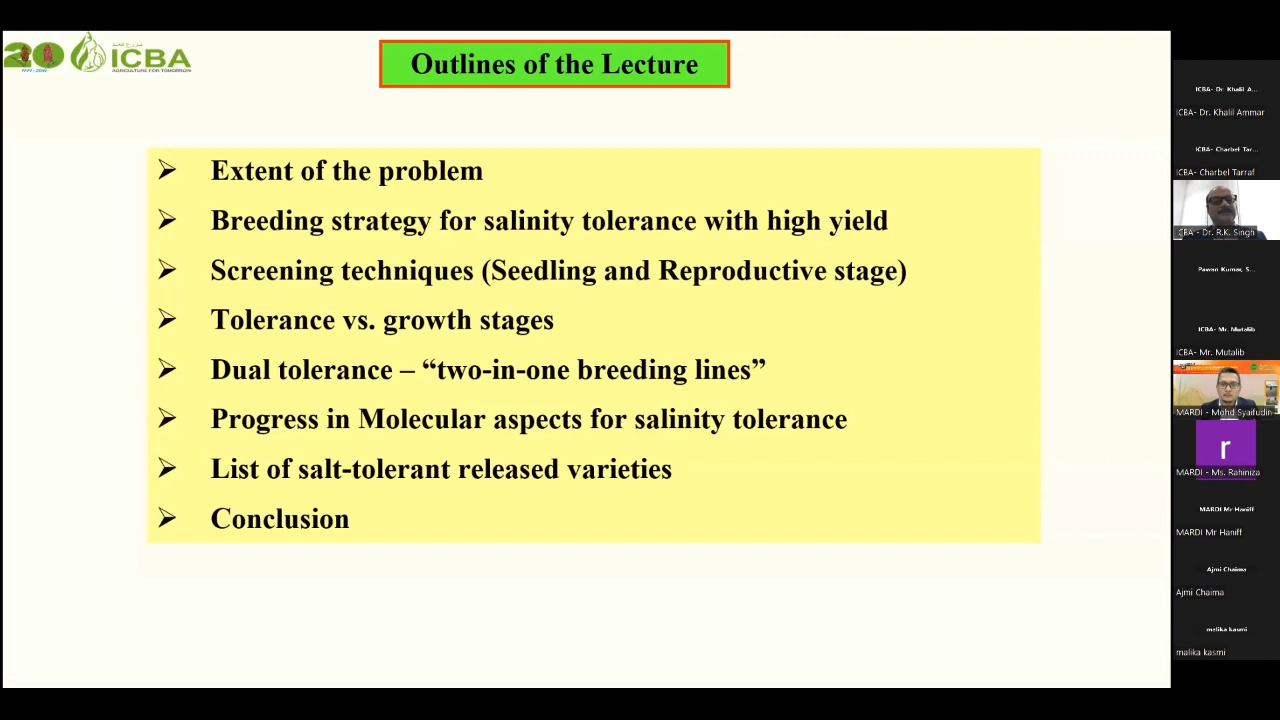 20
1999-2019
ICBA
AGRICULTURE FOR TOMORROW
Outlines of the Lecture
➢ Extent of the problem
➢ Breeding strategy for salinity tolerance with high yield
➢ Screening techniques (Seedling and Reproductive stage)
➢ Tolerance vs. growth stages
➢ Dual tolerance – “two-in-one breeding lines”
➢ Progress in Molecular aspects for salinity tolerance
➢ List of salt-tolerant released varieties
➢ Conclusion
ICBA- Dr. Khalil A...
ICBA- Dr. Khalil Ammar
ICBA- Charbel Tar...
ICBA- Charbel Tarraf
ICBA - Dr. R.K. Singh
Pawan Kumar, S...
ICBA- Mr. Mutalib
ICBA- Mr. Mutalib
MARDI - Mohd Syaifudin
r
MARDI - Ms. Rahiniza
MARDI Mr Haniff
MARDI Mr Haniff
Ajmi Chaima
Ajmi Chaima
malika kasmi
malika kasmi